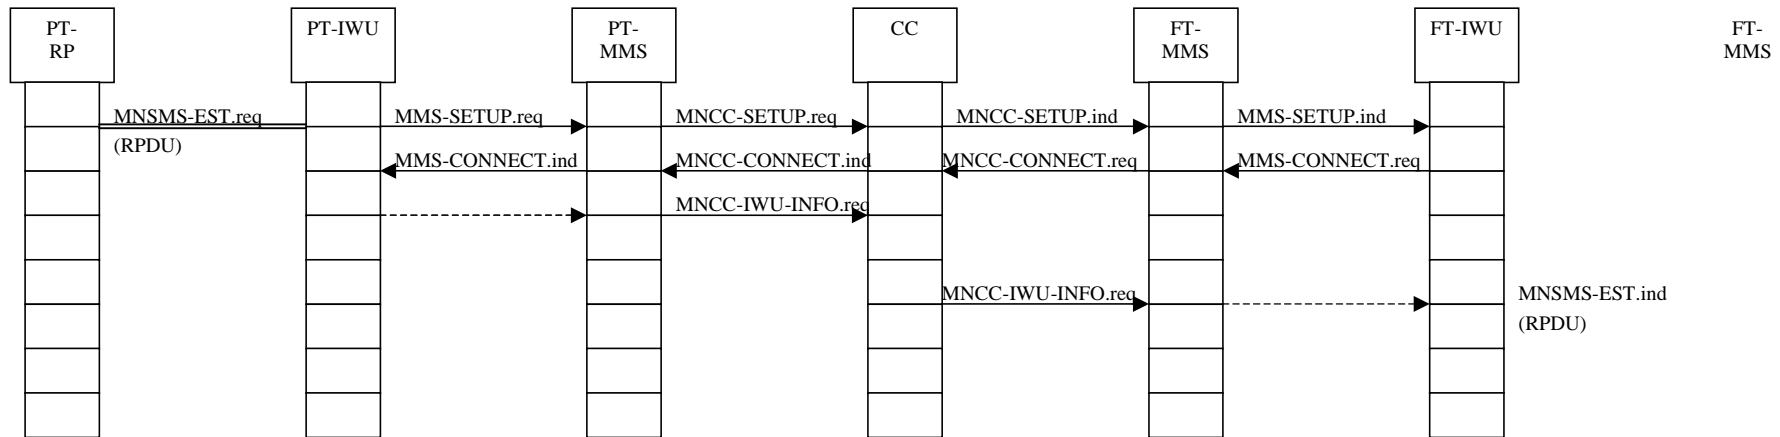 PT-
RP
PT-IWU
PT-
MMS
CC
FT-
MMS
FT-IWU
FT-
MMS
MNSMS-EST.req
(RPDU)
MMS-SETUP.req
MNCC-SETUP.req
MNCC-SETUP.ind
MMS-SETUP.ind
MMS-CONNECT.ind
MNCC-CONNECT.ind
MNCC-CONNECT.req
MMS-CONNECT.req
MNCC-IWU-INFO.req
MNCC-IWU-INFO.req
MNSMS-EST.ind
(RPDU)